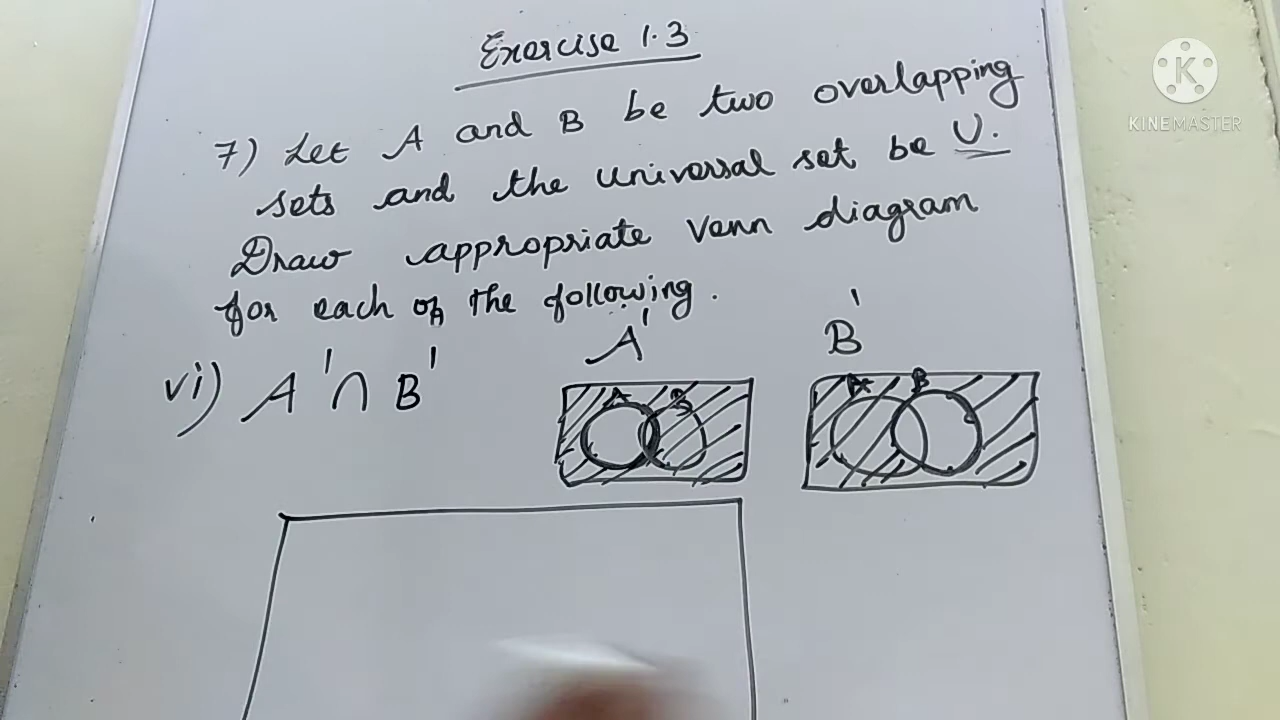 Exercise 1.3
K
KINEMASTER
7) Let A and B be two overlapping
sets and the universal set be U.
Draw appropriate Venn diagram
for each of the following.
vi) A' ∩ B'
A'
B'
A B
A B